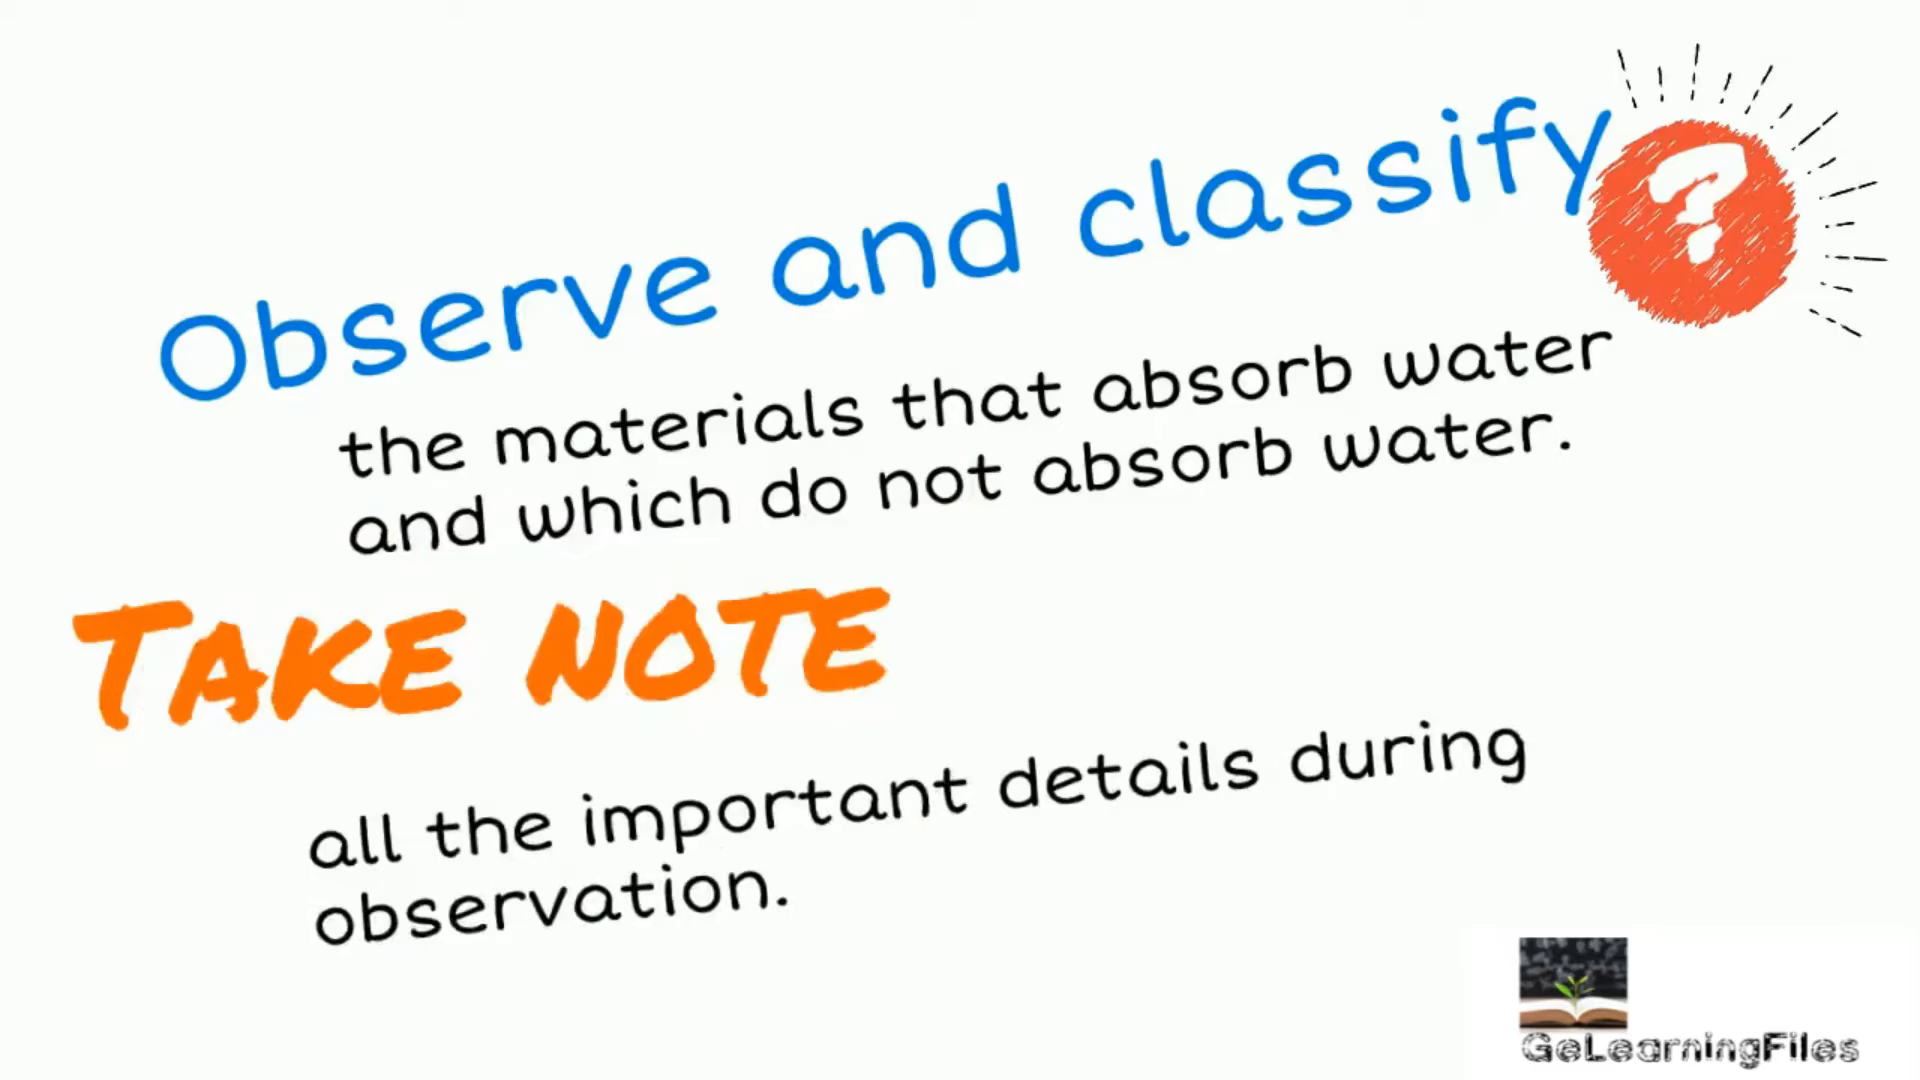 Observe and classify
?
the materials that absorb water
and which do not absorb water.
TAKE NOTE
all the important details during
observation.
GeLearningFiles